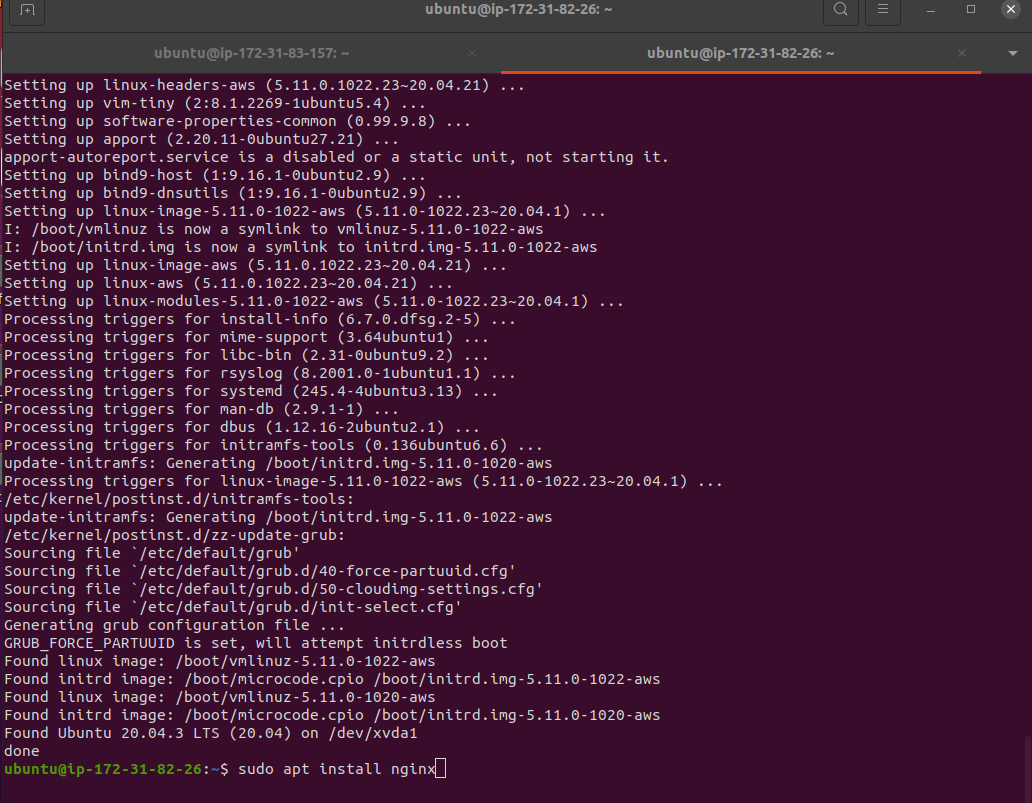 ubuntu@ip-172-31-82-26: ~
ubuntu@ip-172-31-83-157: ~
ubuntu@ip-172-31-82-26: ~
Setting up linux-headers-aws (5.11.0.1022.23~20.04.21) ...
Setting up vim-tiny (2:8.1.2269-1ubuntu5.4) ...
Setting up software-properties-common (0.99.9.8) ...
Setting up apport (2.20.11-0ubuntu27.21) ...
apport-autoreport.service is a disabled or a static unit, not starting it.
Setting up bind9-host (1:9.16.1-0ubuntu2.9) ...
Setting up bind9-dnsutils (1:9.16.1-0ubuntu2.9) ...
Setting up linux-image-5.11.0-1022-aws (5.11.0-1022.23~20.04.1) ...
I: /boot/vmlinuz is now a symlink to vmlinuz-5.11.0-1022-aws
I: /boot/initrd.img is now a symlink to initrd.img-5.11.0-1022-aws
Setting up linux-image-aws (5.11.0.1022.23~20.04.21) ...
Setting up linux-aws (5.11.0.1022.23~20.04.21) ...
Setting up linux-modules-5.11.0-1022-aws (5.11.0-1022.23~20.04.1) ...
Processing triggers for install-info (6.7.0.dfsg.2-5) ...
Processing triggers for mime-support (3.64ubuntu1) ...
Processing triggers for libc-bin (2.31-0ubuntu9.2) ...
Processing triggers for rsyslog (8.2001.0-1ubuntu1.1) ...
Processing triggers for systemd (245.4-4ubuntu3.13) ...
Processing triggers for man-db (2.9.1-1) ...
Processing triggers for dbus (1.12.16-2ubuntu2.1) ...
Processing triggers for initramfs-tools (0.136ubuntu6.6) ...
update-initramfs: Generating /boot/initrd.img-5.11.0-1020-aws
Processing triggers for linux-image-5.11.0-1022-aws (5.11.0-1022.23~20.04.1) ...
/etc/kernel/postinst.d/initramfs-tools:
update-initramfs: Generating /boot/initrd.img-5.11.0-1022-aws
/etc/kernel/postinst.d/zz-update-grub:
Sourcing file `/etc/default/grub'
Sourcing file `/etc/default/grub.d/40-force-partuuid.cfg'
Sourcing file `/etc/default/grub.d/50-cloudimg-settings.cfg'
Sourcing file `/etc/default/grub.d/init-select.cfg'
Generating grub configuration file ...
GRUB_FORCE_PARTUUID is set, will attempt initrdless boot
Found linux image: /boot/vmlinuz-5.11.0-1022-aws
Found initrd image: /boot/microcode.cpio /boot/initrd.img-5.11.0-1022-aws
Found linux image: /boot/vmlinuz-5.11.0-1020-aws
Found initrd image: /boot/microcode.cpio /boot/initrd.img-5.11.0-1020-aws
Found Ubuntu 20.04.3 LTS (20.04) on /dev/xvda1
done
ubuntu@ip-172-31-82-26:~$ sudo apt install nginx